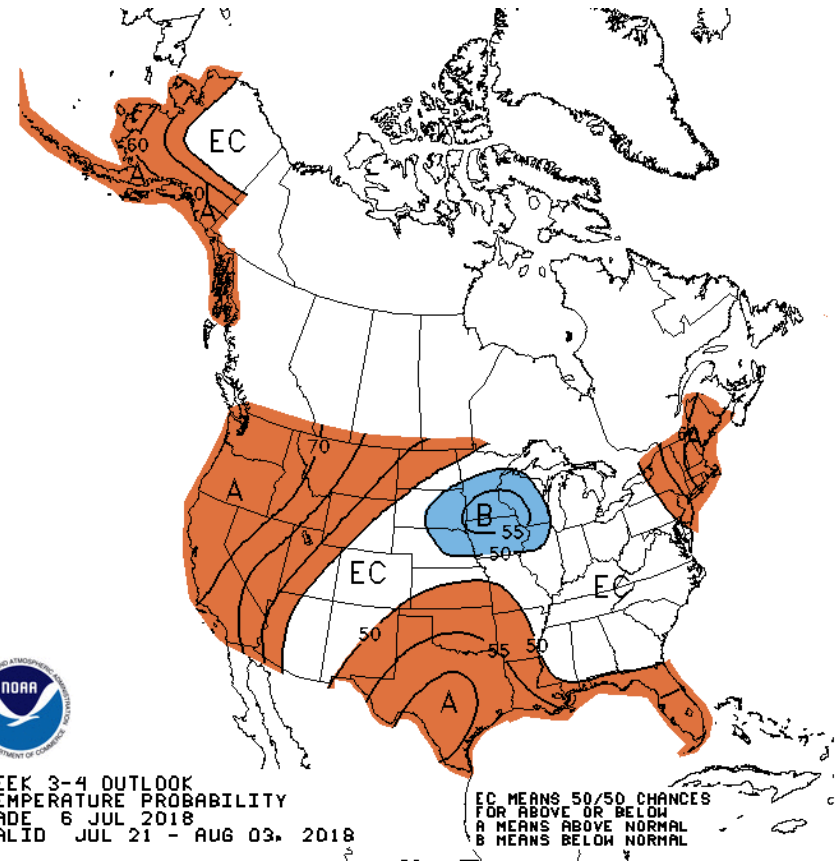 EC
60
A
A
70
A
B
55
50
EC
EC
50
55
50
A
NOAA
EEK 3-4 OUTLOOK
EMPERATURE PROBABILITY
ADE 6 JUL 2018
ALID JUL 21 - AUG 03, 2018
EC MEANS 50/50 CHANCES
FOR ABOVE OR BELOW
A MEANS ABOVE NORMAL
B MEANS BELOW NORMAL